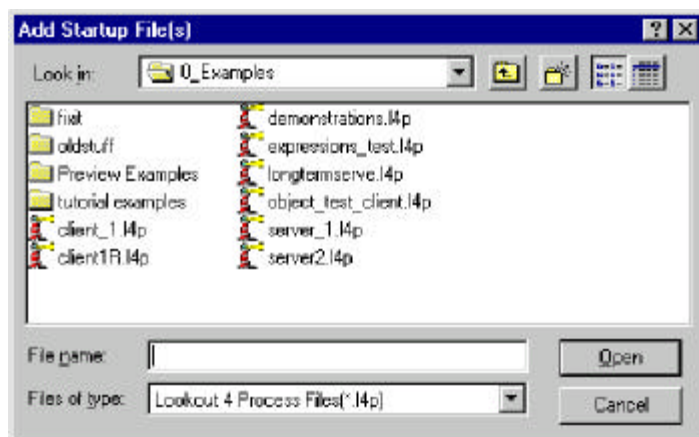 Add Startup File(s)
Look in: 0_Examples
fixit demonstrations.l4p
oldstuff expressions_test.l4p
Preview Examples longtermserve.l4p
tutorial examples object_test_client.l4p
client_1.l4p server_1.l4p
client1R.l4p server2.l4p
File name: Open
Files of type: Lookout 4 Process Files(*.l4p) Cancel